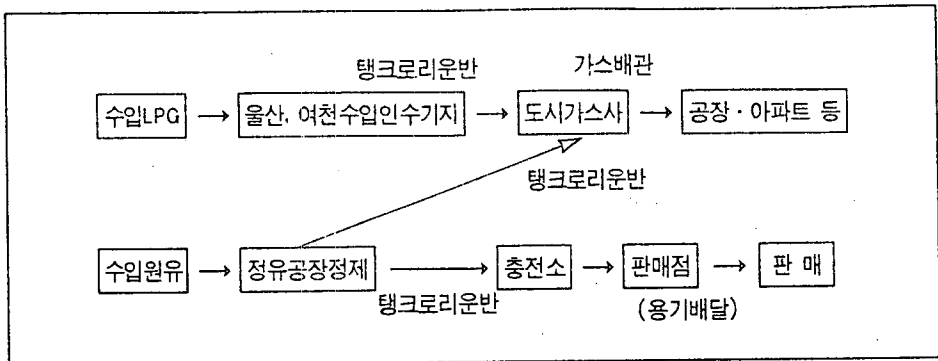 탱크로리운반 가스배관
수입LPG → 울산, 여천수입인수기지 → 도시가스사 → 공장·아파트 등
탱크로리운반
수입원유 → 정유공장정제 → 충전소 → 판매점 → 판 매
탱크로리운반 (용기배달)